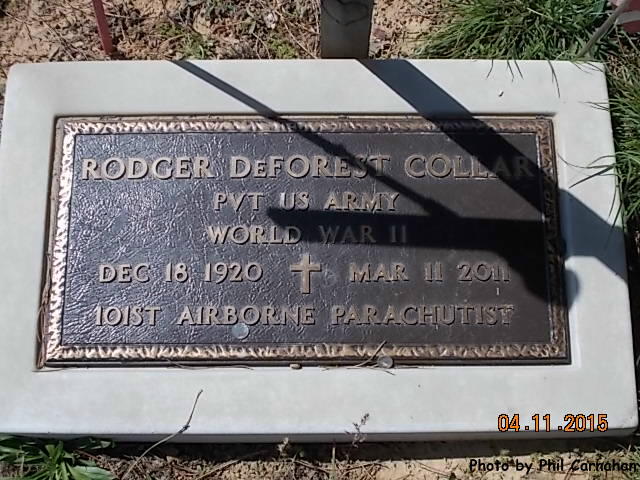 RODGER DEFOREST COLLAR
PVT US ARMY
WORLD WAR II
DEC 18 1920 MAR 11 2011
101ST AIRBORNE PARACHUTIST
04.11.2015
Photo by Phil Carnahan